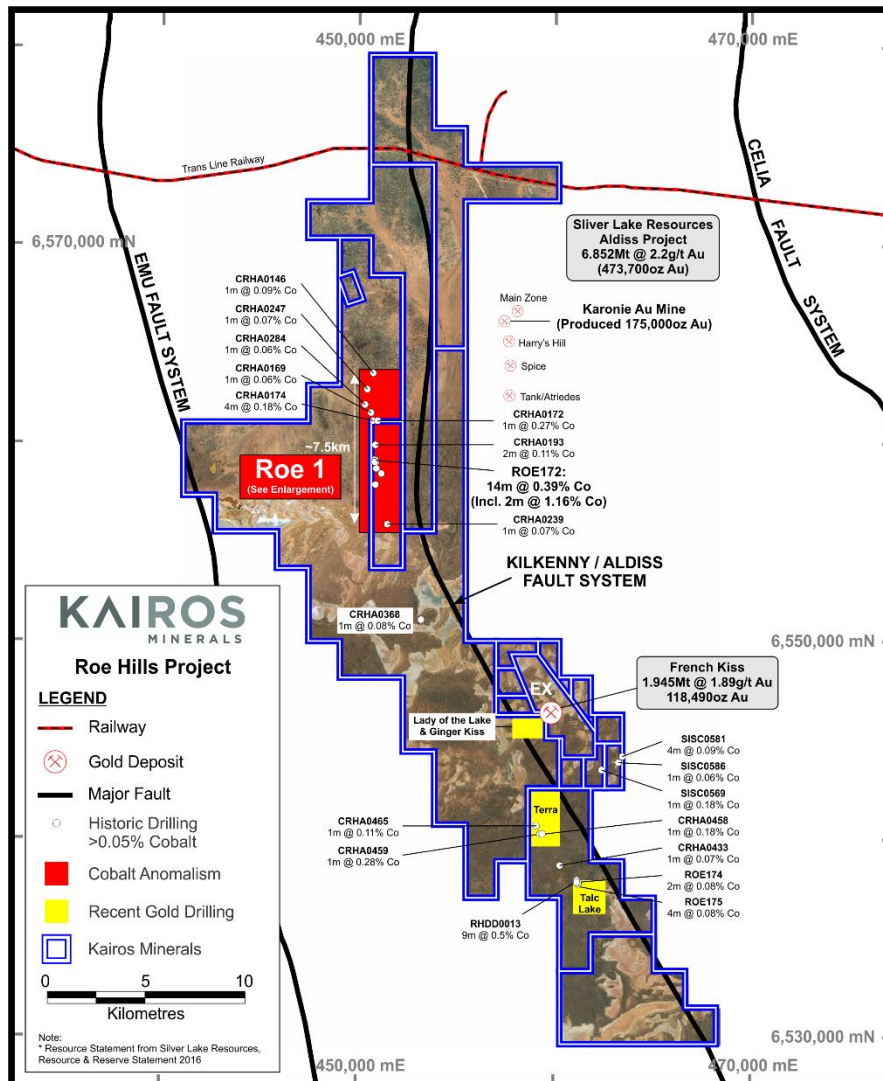 450,000 mE
470,000 mE
Trans Line Railway
CELIA FAULT SYSTEM
EMU FAULT SYSTEM
6,570,000 mN
Sliver Lake Resources
Aldiss Project
6.852Mt @ 2.2g/t Au
(473,700oz Au)
Main Zone
Karonie Au Mine
(Produced 175,000oz Au)
Harry's Hill
Spice
Tank/Atriedes
CRHA0146
1m @ 0.09% Co
CRHA0247
1m @ 0.07% Co
CRHA0284
1m @ 0.06% Co
CRHA0169
1m @ 0.06% Co
CRHA0174
4m @ 0.18% Co
~7.5km
Roe 1
(See Enlargement)
CRHA0172
1m @ 0.27% Co
CRHA0193
2m @ 0.11% Co
ROE172:
14m @ 0.39% Co
(Incl. 2m @ 1.16% Co)
CRHA0239
1m @ 0.07% Co
KILKENNY / ALDISS
FAULT SYSTEM
CRHA0368
1m @ 0.08% Co
6,550,000 mN
French Kiss
1.945Mt @ 1.89g/t Au
118,490oz Au
EX
Lady of the Lake
& Ginger Kiss
SISC0581
4m @ 0.09% Co
SISC0586
1m @ 0.06% Co
SISC0569
1m @ 0.18% Co
CRHA0458
1m @ 0.18% Co
CRHA0433
1m @ 0.07% Co
ROE174
2m @ 0.08% Co
ROE175
4m @ 0.08% Co
Terra
CRHA0465
1m @ 0.11% Co
CRHA0459
1m @ 0.28% Co
Talc
Lake
RHDD0013
9m @ 0.5% Co
KAIROS
MINERALS
Roe Hills Project
LEGEND
Railway
Gold Deposit
Major Fault
Historic Drilling
>0.05% Cobalt
Cobalt Anomalism
Recent Gold Drilling
Kairos Minerals
0 5 10
Kilometres
Note:
* Resource Statement from Silver Lake Resources,
Resource & Reserve Statement 2016
6,530,000 mN
450,000 mE
470,000 mE